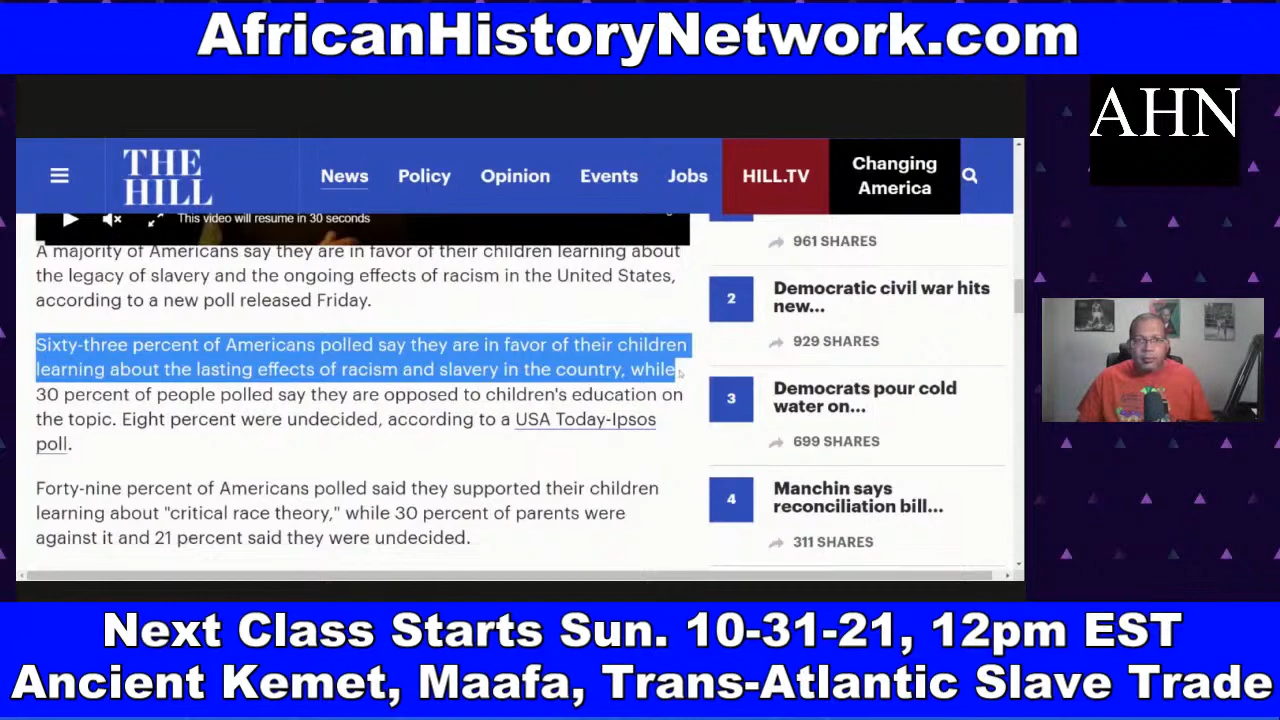 AfricanHistoryNetwork.com
AHN
THE
HILL
News
Policy
Opinion
Events
Jobs
HILL.TV
Changing
America
This video will resume in 30 seconds
A majority of Americans say they are in favor of their children learning about
the legacy of slavery and the ongoing effects of racism in the United States,
according to a new poll released Friday.
Sixty-three percent of Americans polled say they are in favor of their children
learning about the lasting effects of racism and slavery in the country, while
30 percent of people polled say they are opposed to children's education on
the topic. Eight percent were undecided, according to a USA Today-Ipsos
poll.
Forty-nine percent of Americans polled said they supported their children
learning about "critical race theory," while 30 percent of parents were
against it and 21 percent said they were undecided.
961 SHARES
2
Democratic civil war hits
new...
929 SHARES
3
Democrats pour cold
water on...
699 SHARES
4
Manchin says
reconciliation bill...
311 SHARES
Next Class Starts Sun. 10-31-21, 12pm EST
Ancient Kemet, Maafa, Trans-Atlantic Slave Trade